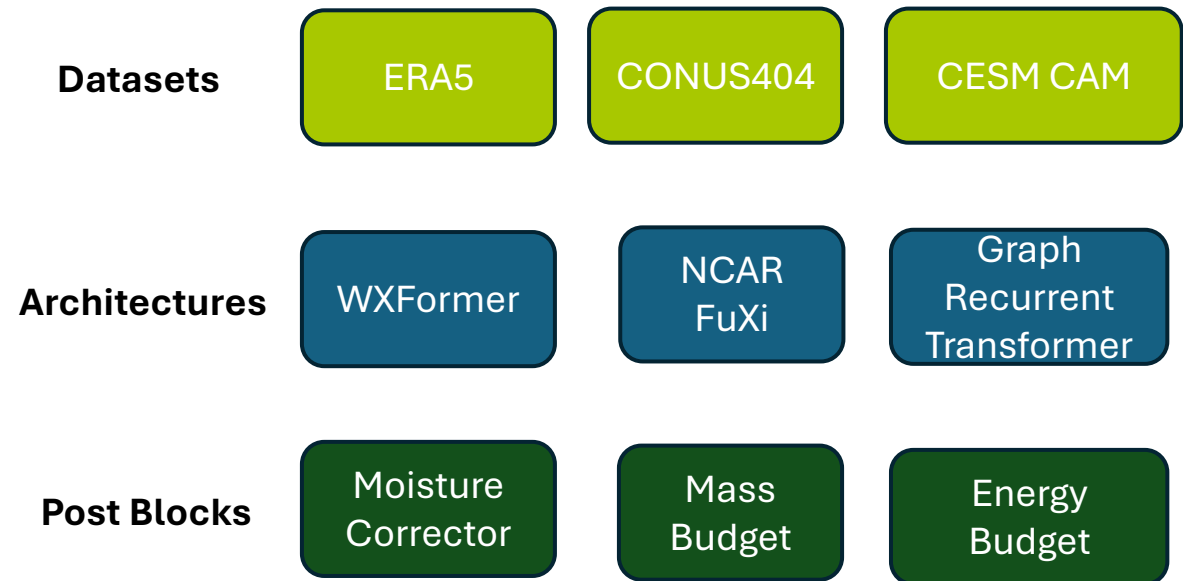 Datasets
ERA5
CONUS404
CESM CAM
Architectures
WXFormer
NCAR
FuXi
Graph
Recurrent
Transformer
Post Blocks
Moisture
Corrector
Mass
Budget
Energy
Budget